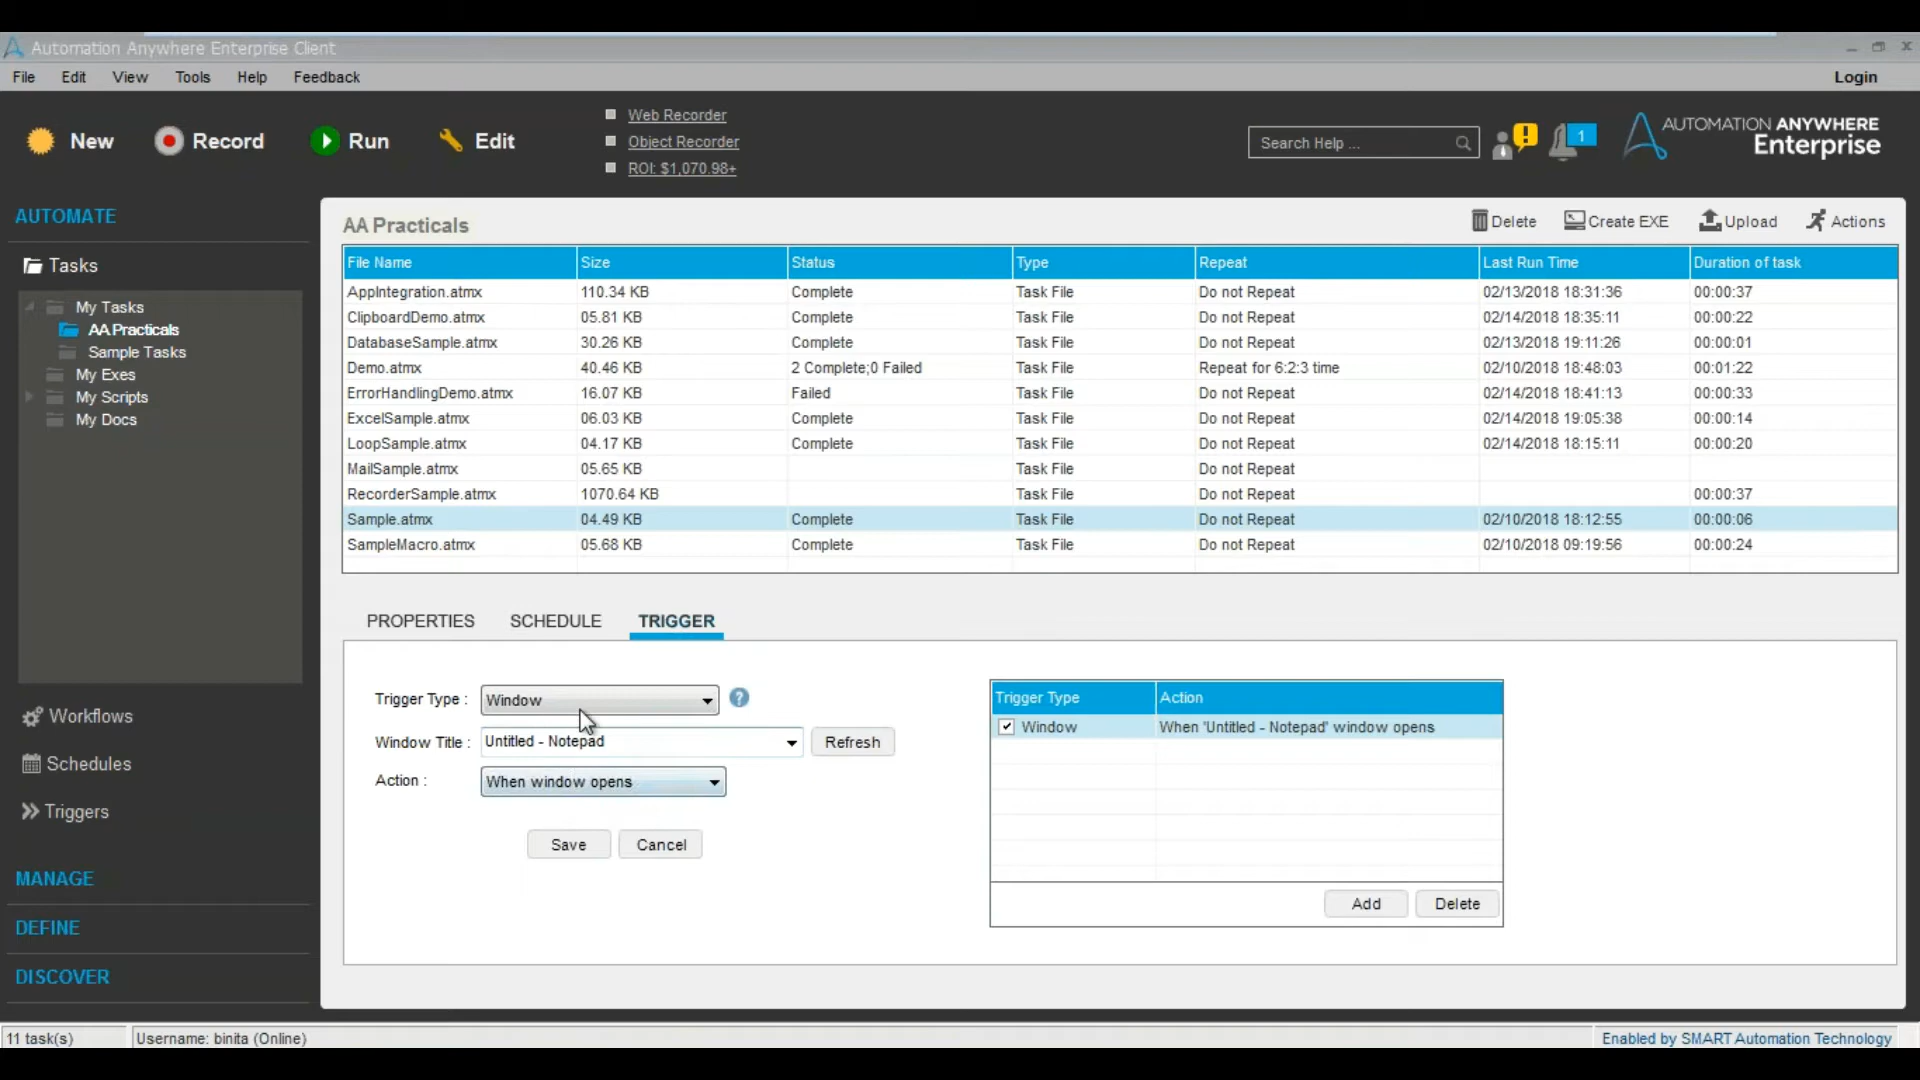 Automation Anywhere Enterprise Client
File Edit View Tools Help Feedback Login
New Record Run Edit
Web Recorder
Object Recorder
ROI: $1,070.98+
Search Help ...
!
1
AUTOMATION ANYWHERE
Enterprise
AUTOMATE
Tasks
My Tasks
AA Practicals
Sample Tasks
My Exes
My Scripts
My Docs
Workflows
Schedules
Triggers
MANAGE
DEFINE
DISCOVER
AA Practicals
Delete Create EXE Upload Actions
File Name Size Status Type Repeat Last Run Time Duration of task
AppIntegration.atmx 110.34 KB Complete Task File Do not Repeat 02/13/2018 18:31:36 00:00:37
ClipboardDemo.atmx 05.81 KB Complete Task File Do not Repeat 02/14/2018 18:35:11 00:00:22
DatabaseSample.atmx 30.26 KB Complete Task File Do not Repeat 02/13/2018 19:11:26 00:00:01
Demo.atmx 40.46 KB 2 Complete;0 Failed Task File Repeat for 6:2:3 time 02/10/2018 18:48:03 00:01:22
ErrorHandlingDemo.atmx 16.07 KB Failed Task File Do not Repeat 02/14/2018 18:41:13 00:00:33
ExcelSample.atmx 06.03 KB Complete Task File Do not Repeat 02/14/2018 19:05:38 00:00:14
LoopSample.atmx 04.17 KB Complete Task File Do not Repeat 02/14/2018 18:15:11 00:00:20
MailSample.atmx 05.65 KB Task File Do not Repeat
RecorderSample.atmx 1070.64 KB Task File Do not Repeat 00:00:37
Sample.atmx 04.49 KB Complete Task File Do not Repeat 02/10/2018 18:12:55 00:00:06
SampleMacro.atmx 05.68 KB Complete Task File Do not Repeat 02/10/2018 09:19:56 00:00:24
PROPERTIES SCHEDULE TRIGGER
Trigger Type : Window ?
Window Title : Untitled - Notepad Refresh
Action : When window opens
Save Cancel
Trigger Type Action
Window When 'Untitled - Notepad' window opens
Add Delete
11 task(s) Username: binita (Online) Enabled by SMART Automation Technology